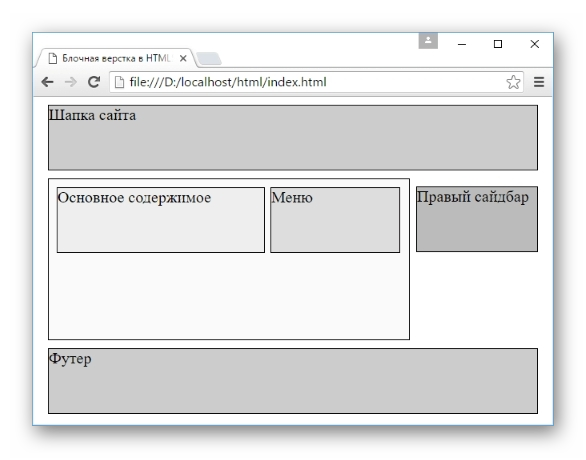 Блочная верстка в HTML
file:///D:/localhost/html/index.html
Шапка сайта
Основное содержимое
Меню
Правый сайдбар
Футер